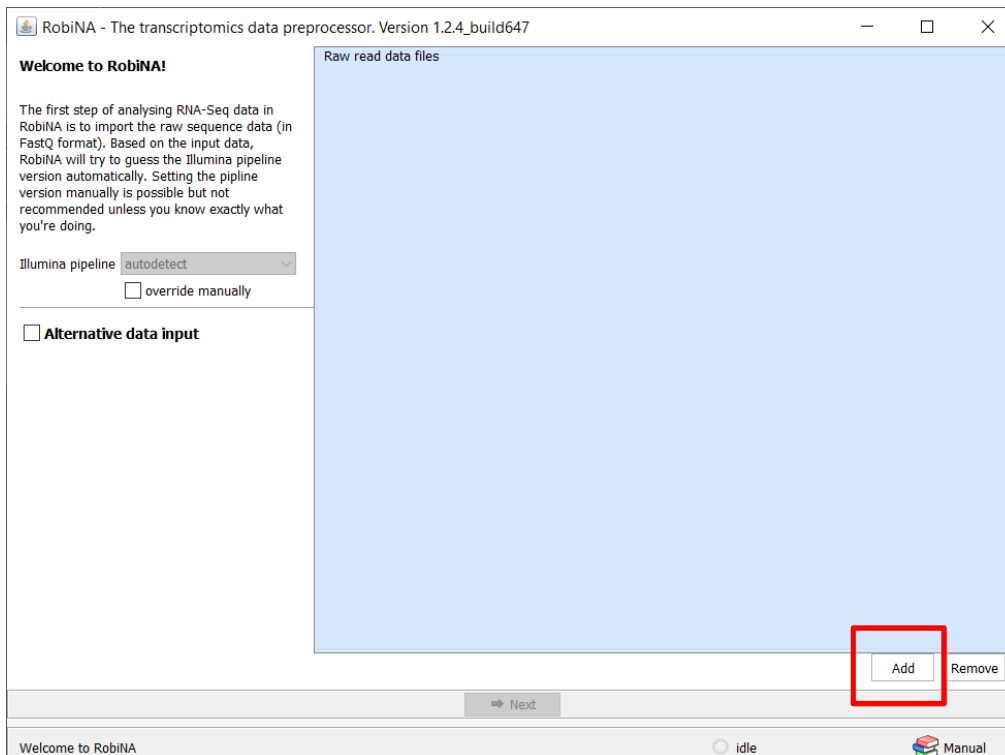 RobiNA - The transcriptomics data preprocessor. Version 1.2.4_build647
Welcome to RobiNA!
The first step of analysing RNA-Seq data in
RobiNA is to import the raw sequence data (in
FastQ format). Based on the input data,
RobiNA will try to guess the Illumina pipeline
version automatically. Setting the pipline
version manually is possible but not
recommended unless you know exactly what
you're doing.
Illumina pipeline autodetect
override manually
Alternative data input
Raw read data files
Add Remove
Next
Welcome to RobiNA idle Manual